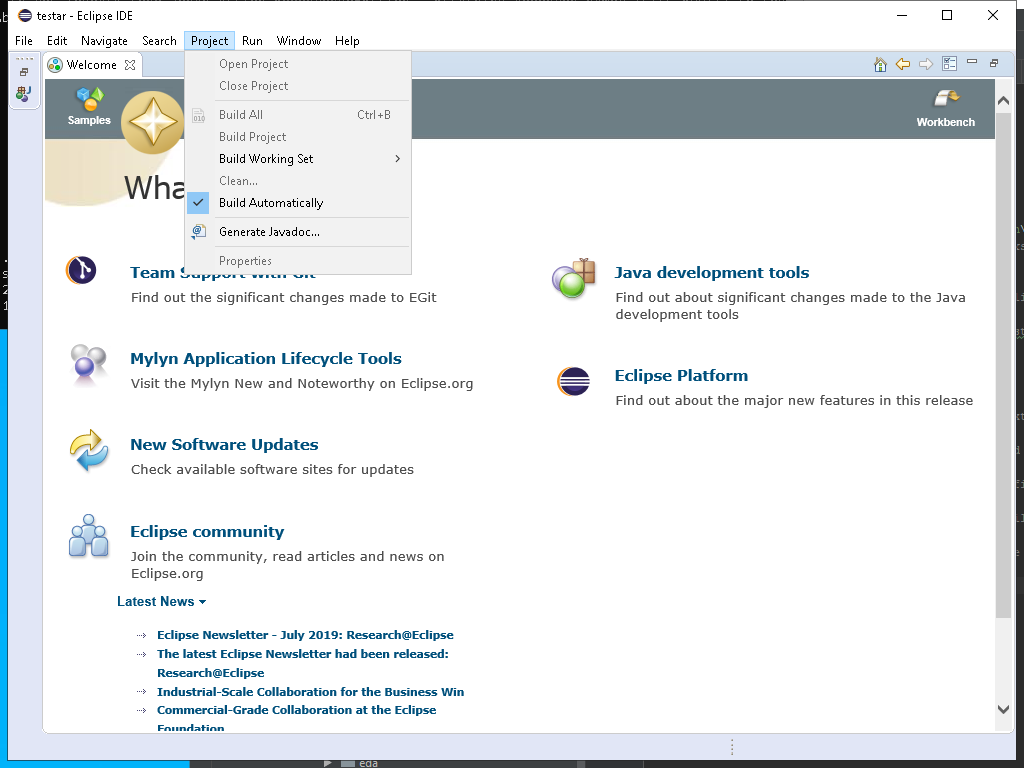 testar - Eclipse IDE
File Edit Navigate Search Project Run Window Help
Welcome
Open Project
Close Project
Build All Ctrl+B
Build Project
Build Working Set
Clean...
Build Automatically
Generate Javadoc...
Properties
Samples
Workbench
Wha
Team Support with Git
Find out the significant changes made to EGit
Java development tools
Find out about significant changes made to the Java
development tools
Mylyn Application Lifecycle Tools
Visit the Mylyn New and Noteworthy on Eclipse.org
Eclipse Platform
Find out about the major new features in this release
New Software Updates
Check available software sites for updates
Eclipse community
Join the community, read articles and news on
Eclipse.org
Latest News
Eclipse Newsletter - July 2019: Research@Eclipse
The latest Eclipse Newsletter had been released:
Research@Eclipse
Industrial-Scale Collaboration for the Business Win
Commercial-Grade Collaboration at the Eclipse
Foundation
eda